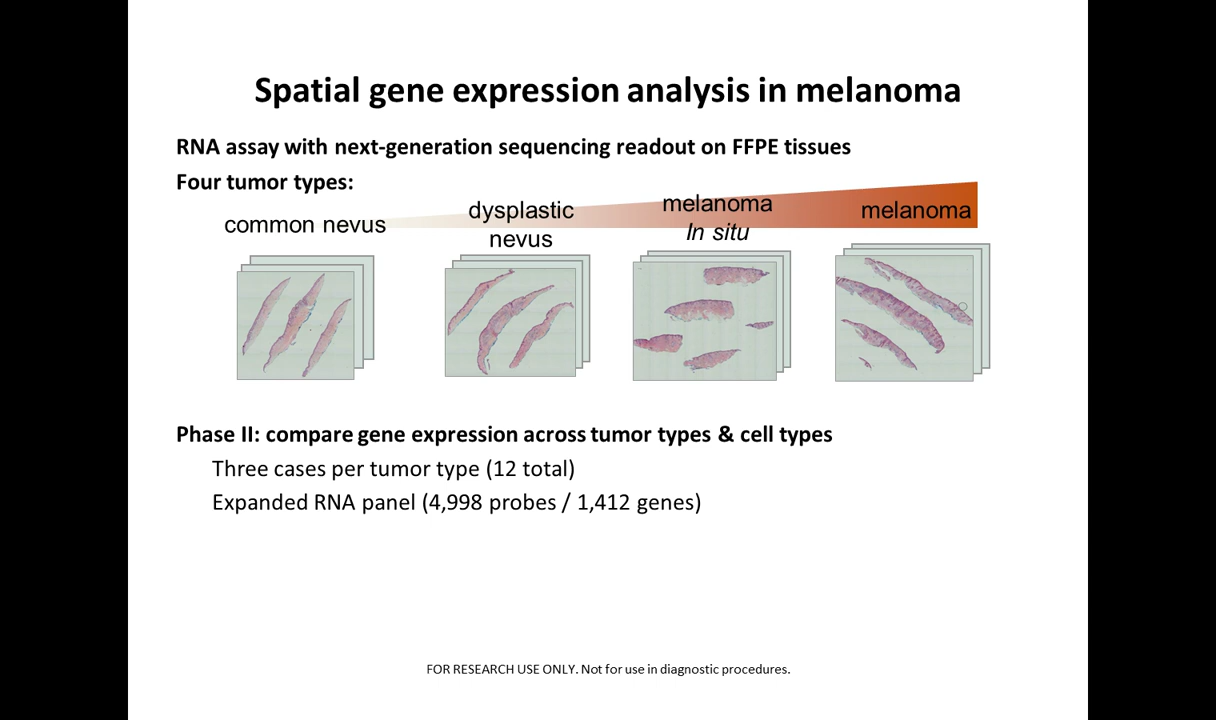 Spatial gene expression analysis in melanoma
RNA assay with next-generation sequencing readout on FFPE tissues
Four tumor types:
common nevus
dysplastic
nevus
melanoma
In situ
melanoma
Phase II: compare gene expression across tumor types & cell types
Three cases per tumor type (12 total)
Expanded RNA panel (4,998 probes / 1,412 genes)
FOR RESEARCH USE ONLY. Not for use in diagnostic procedures.